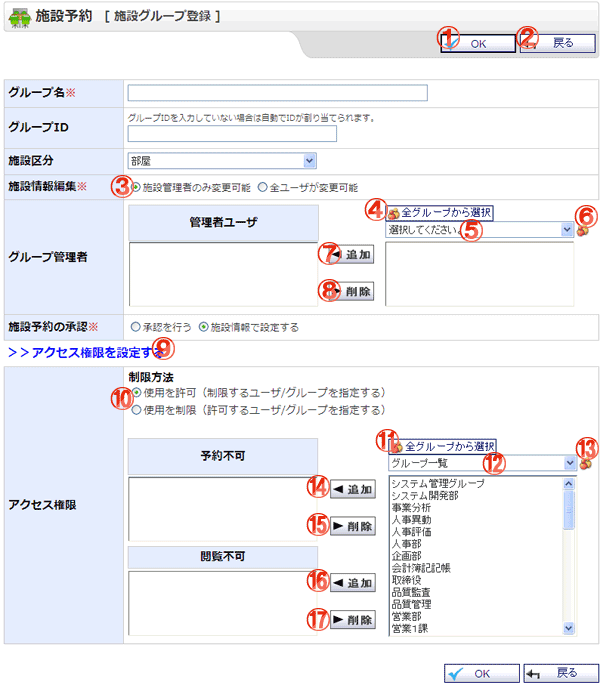 施設予約 [ 施設グループ登録 ]
① OK ② 戻る
グループ名※
グループID
グループIDを入力していない場合は自動でIDが割り当てられます。
施設区分
部屋
施設情報編集※
③ 施設管理者のみ変更可能 全ユーザが変更可能
グループ管理者
管理者ユーザ
④ 全グループから選択
選択してください。 ⑤ ⑥
⑦ ◀ 追加
⑧ ▶ 削除
施設予約の承認※
承認を行う 施設情報で設定する
>>アクセス権限を設定する ⑨
アクセス権限
制限方法
⑩ 使用を許可(制限するユーザ/グループを指定する)
使用を制限(許可するユーザ/グループを指定する)
予約不可
⑪ 全グループから選択
グループ一覧 ⑫ ⑬
⑭ ◀ 追加
⑮ ▶ 削除
閲覧不可
⑯ ◀ 追加
⑰ ▶ 削除
システム管理グループ
システム開発部
事業分析
人事異動
人事評価
人事部
企画部
会計簿記記帳
取締役
品質監査
品質管理
営業部
営業1課
OK 戻る